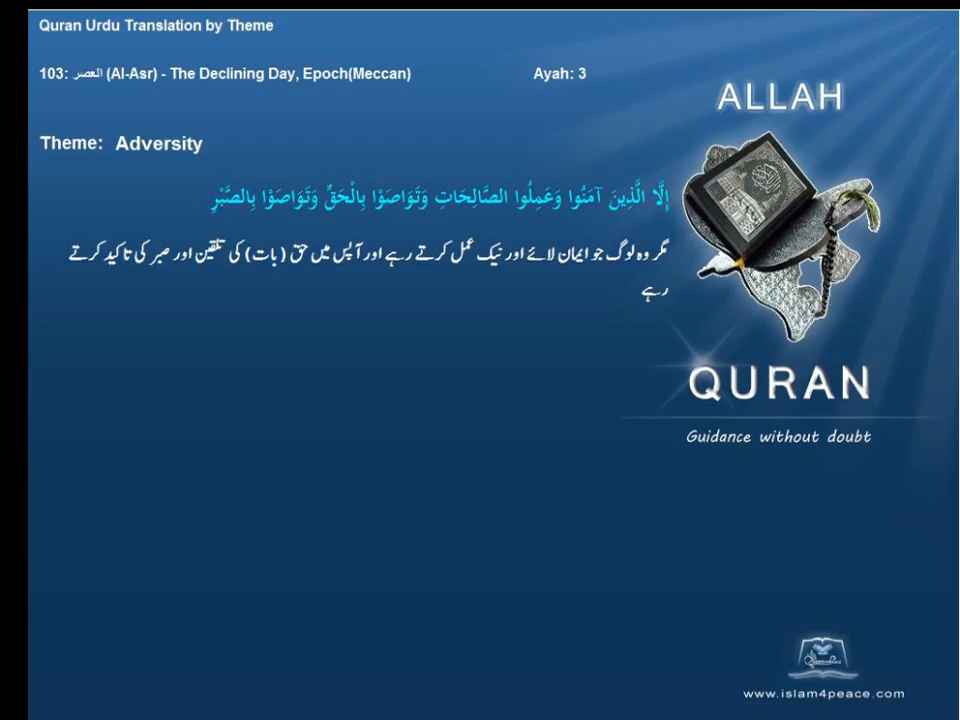 Quran Urdu Translation by Theme
103: العصر (Al-Asr) - The Declining Day, Epoch(Meccan) Ayah: 3
ALLAH
Theme: Adversity
إِلَّا الَّذِينَ آمَنُوا وَعَمِلُوا الصَّالِحَاتِ وَتَوَاصَوْا بِالْحَقِّ وَتَوَاصَوْا بِالصَّبْرِ
مگر وہ لوگ جو ایمان لائے اور نیک عمل کرتے رہے اور آپس میں حق (بات) کی تلقین اور صبر کی تاکید کرتے
رہے
QURAN
Guidance without doubt
www.islam4peace.com